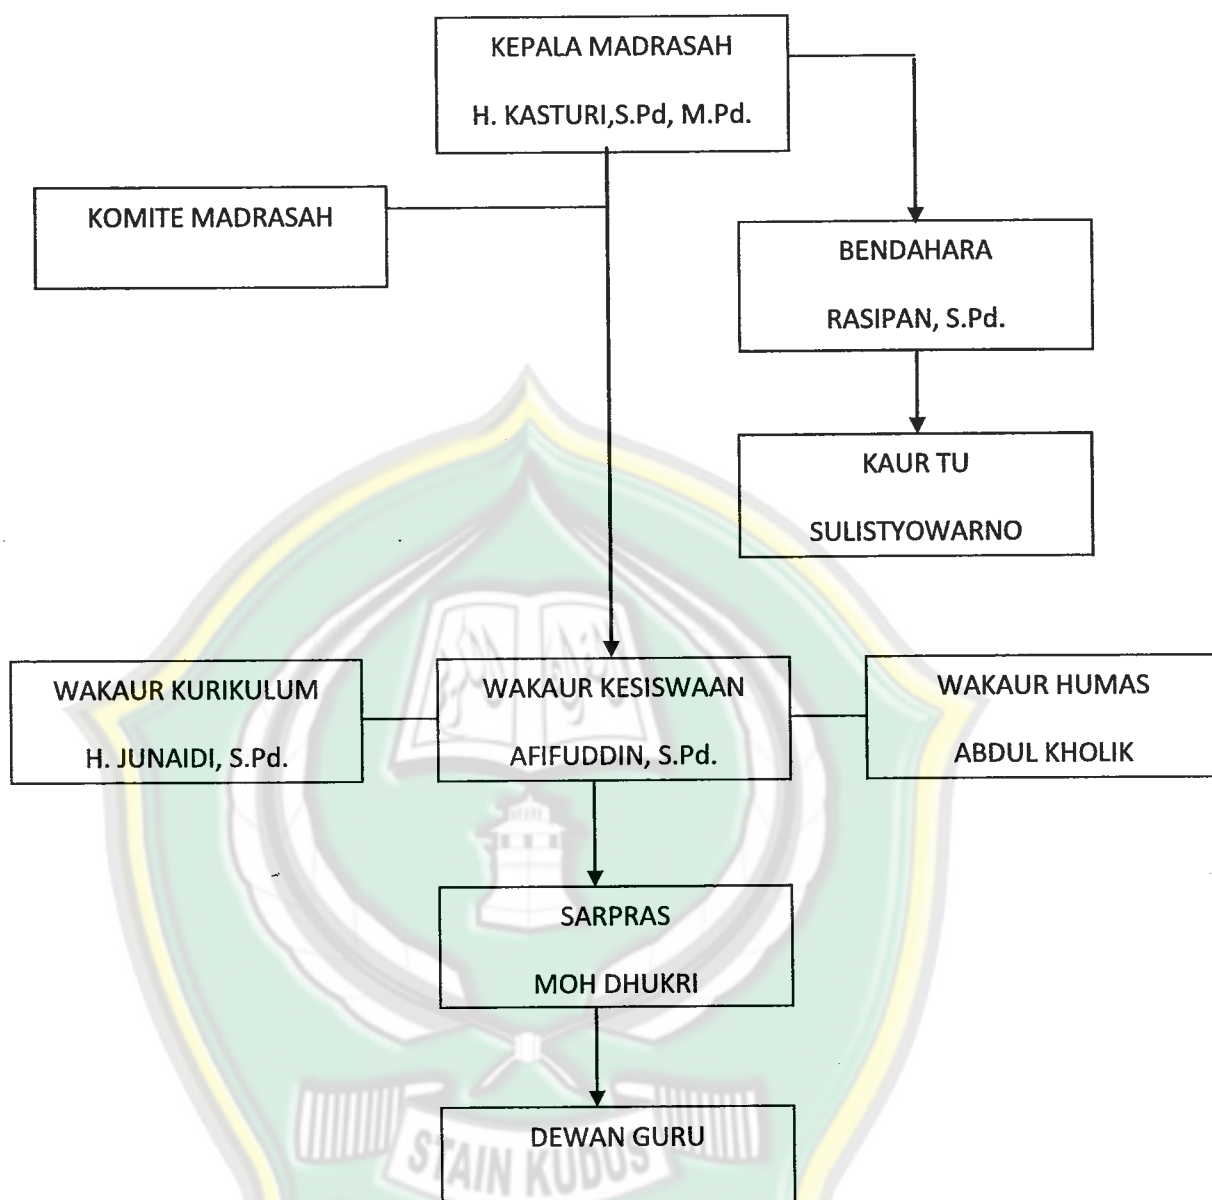 KEPALA MADRASAH
H. KASTURI,S.Pd, M.Pd.
KOMITE MADRASAH
BENDAHARA
RASIPAN, S.Pd.
KAUR TU
SULISTYOWARNO
WAKAUR KURIKULUM
H. JUNAIDI, S.Pd.
WAKAUR KESISWAAN
AFIFUDDIN, S.Pd.
WAKAUR HUMAS
ABDUL KHOLIK
SARPRAS
MOH DHUKRI
DEWAN GURU
STAIN KUDUS